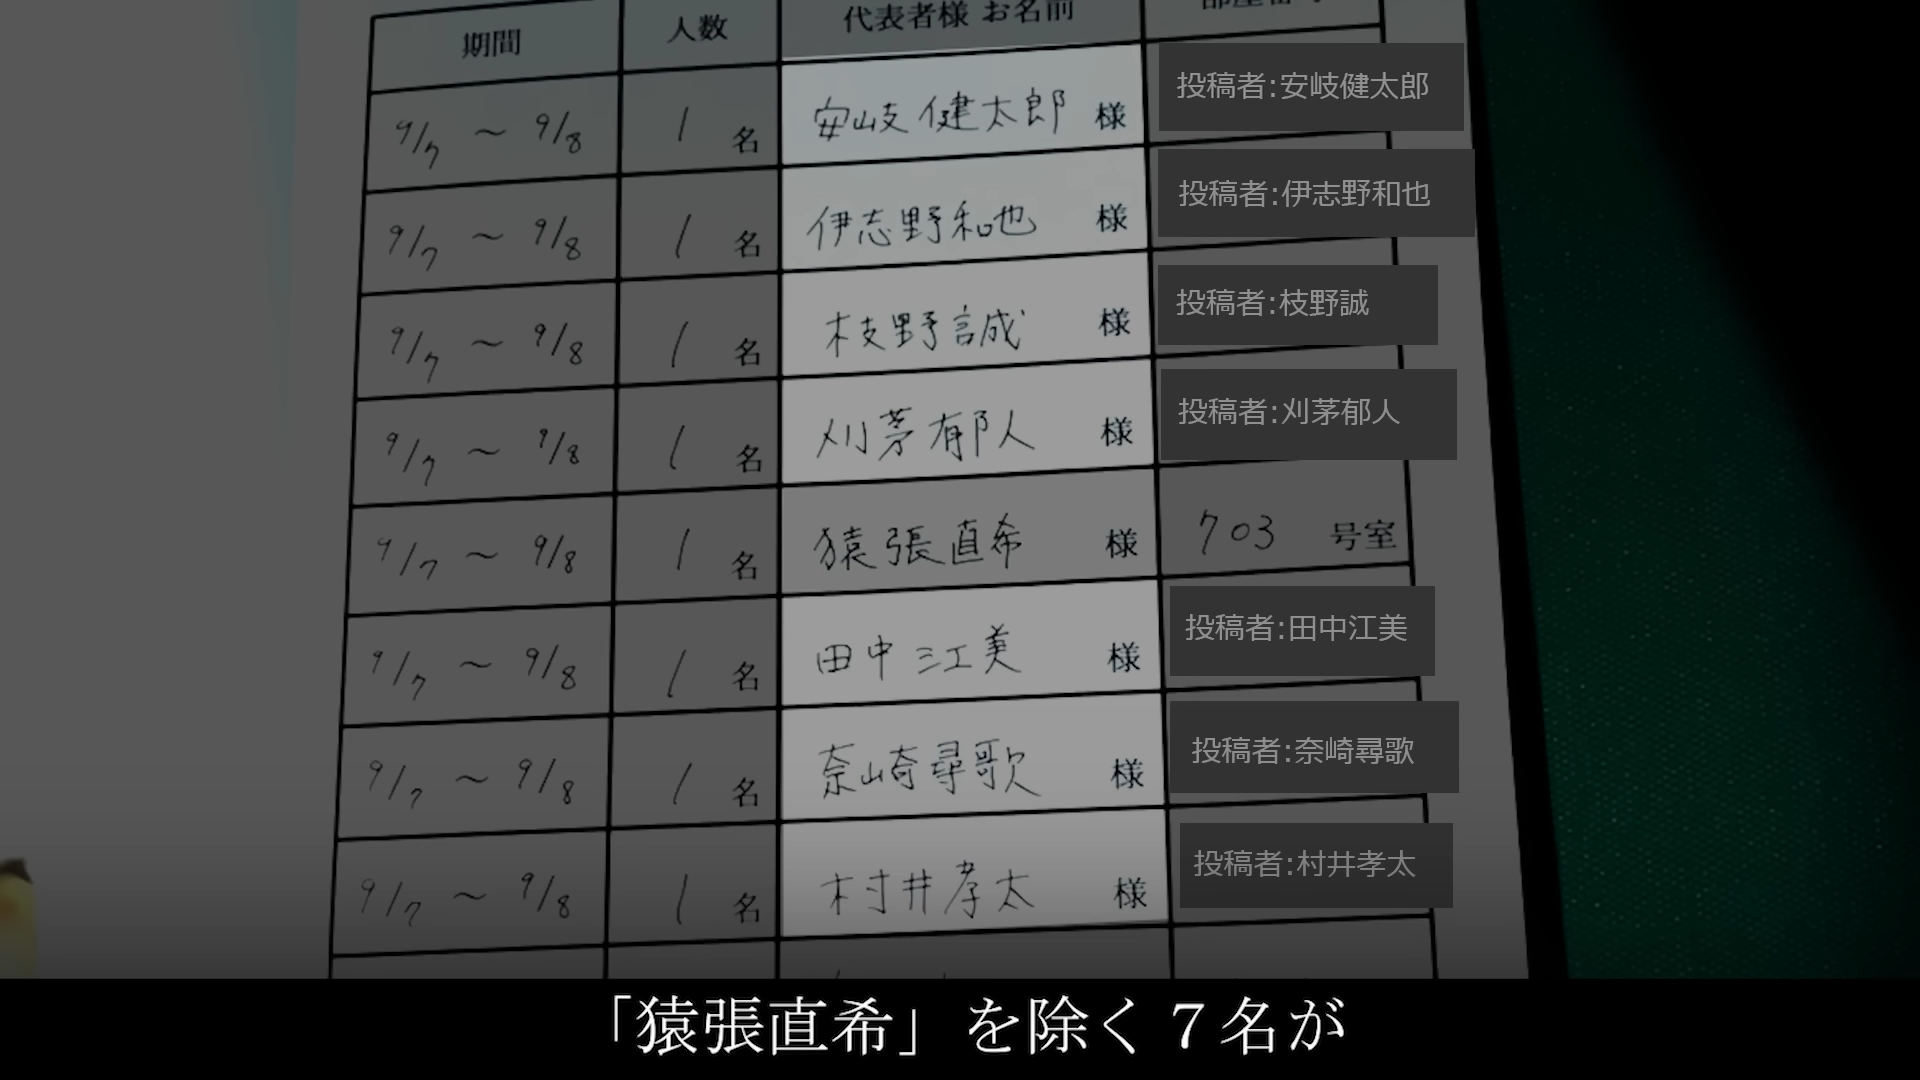 期間 人数 代表者様 お名前 部屋番号
9/7 ～ 9/8 1 名 安岐健太郎 様 投稿者:安岐健太郎
9/7 ～ 9/8 1 名 伊志野和也 様 投稿者:伊志野和也
9/7 ～ 9/8 1 名 枝野誠 様 投稿者:枝野誠
9/7 ～ 9/8 1 名 刈茅郁人 様 投稿者:刈茅郁人
9/7 ～ 9/8 1 名 猿張直希 様 703 号室
9/7 ～ 9/8 1 名 田中江美 様 投稿者:田中江美
9/7 ～ 9/8 1 名 奈崎尋歌 様 投稿者:奈崎尋歌
9/7 ～ 9/8 1 名 村井孝太 様 投稿者:村井孝太
「猿張直希」を除く７名が